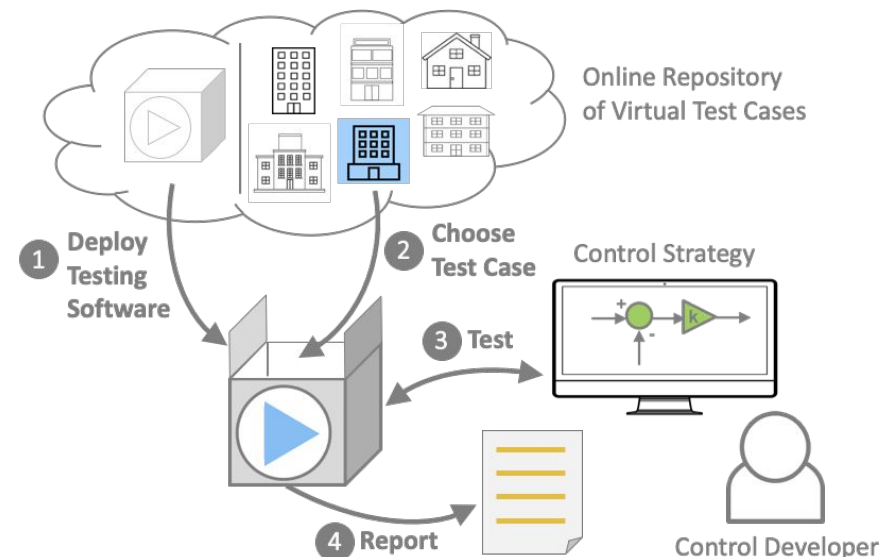 Online Repository
of Virtual Test Cases
1 Deploy
Testing
Software
2 Choose
Test Case
Control Strategy
+
k
-
3 Test
4 Report
Control Developer